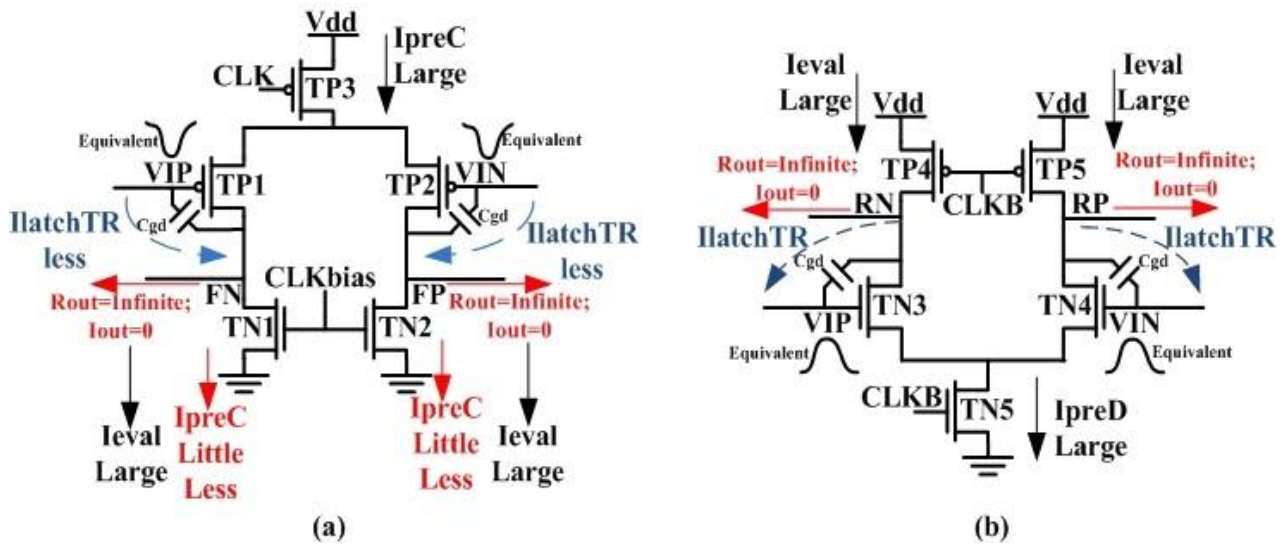 Vdd
IpreC
Large
CLK
TP3
Equivalent
Equivalent
VIP
TP1
TP2
VIN
Cgd
Cgd
IlatchTR
less
IlatchTR
less
CLKbias
FN
FP
Rout=Infinite;
Iout=0
Rout=Infinite;
Iout=0
TN1
TN2
Ieval
Large
IpreC
Little
Less
IpreC
Little
Less
Ieval
Large
(a)
Ieval
Large
Ieval
Large
Vdd
Vdd
Rout=Infinite;
Iout=0
TP4
TP5
Rout=Infinite;
Iout=0
RN
CLKB
RP
IlatchTR
IlatchTR
Cgd
Cgd
VIP
TN3
TN4
VIN
Equivalent
Equivalent
CLKB
TN5
IpreD
Large
(b)